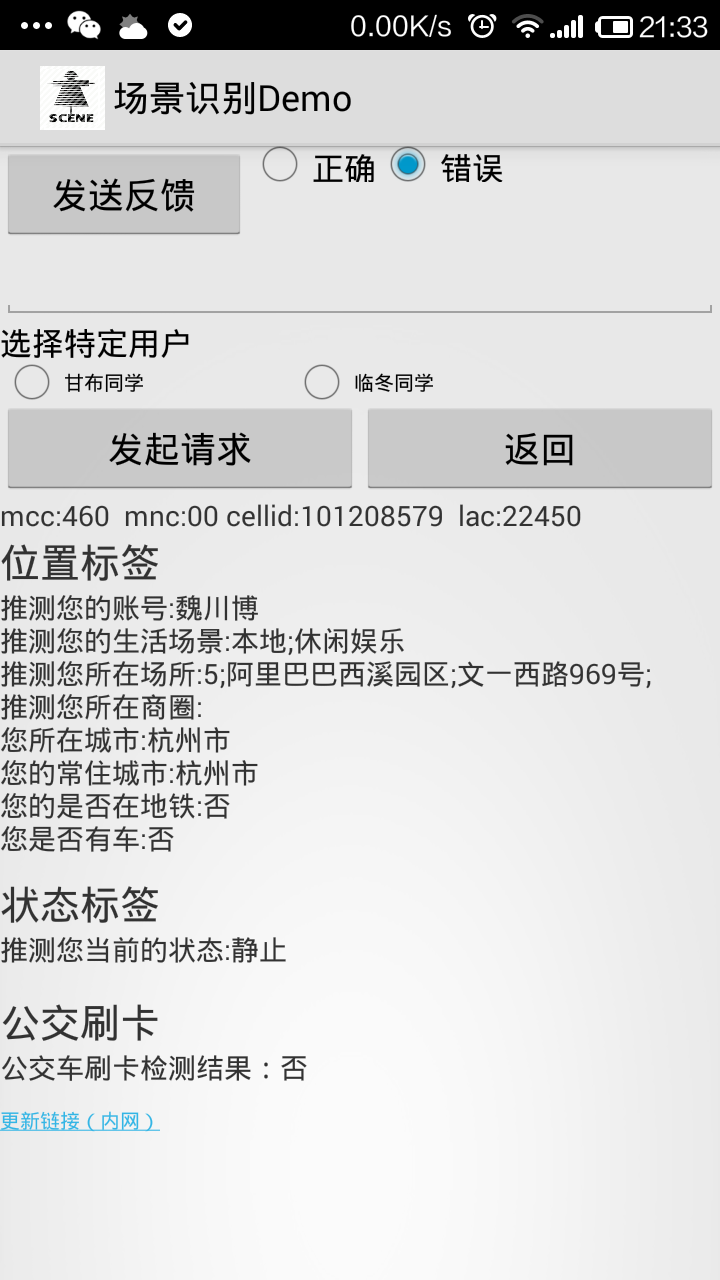 0.00K/s 21:33
SCENE 场景识别Demo
发送反馈 正确 错误
选择特定用户
甘布同学 临冬同学
发起请求 返回
mcc:460 mnc:00 cellid:101208579 lac:22450
位置标签
推测您的账号:魏川博
推测您的生活场景:本地;休闲娱乐
推测您所在场所:5;阿里巴巴西溪园区;文一西路969号;
推测您所在商圈:
您所在城市:杭州市
您的常住城市:杭州市
您的是否在地铁:否
您是否有车:否
状态标签
推测您当前的状态:静止
公交刷卡
公交车刷卡检测结果：否
更新链接（内网）